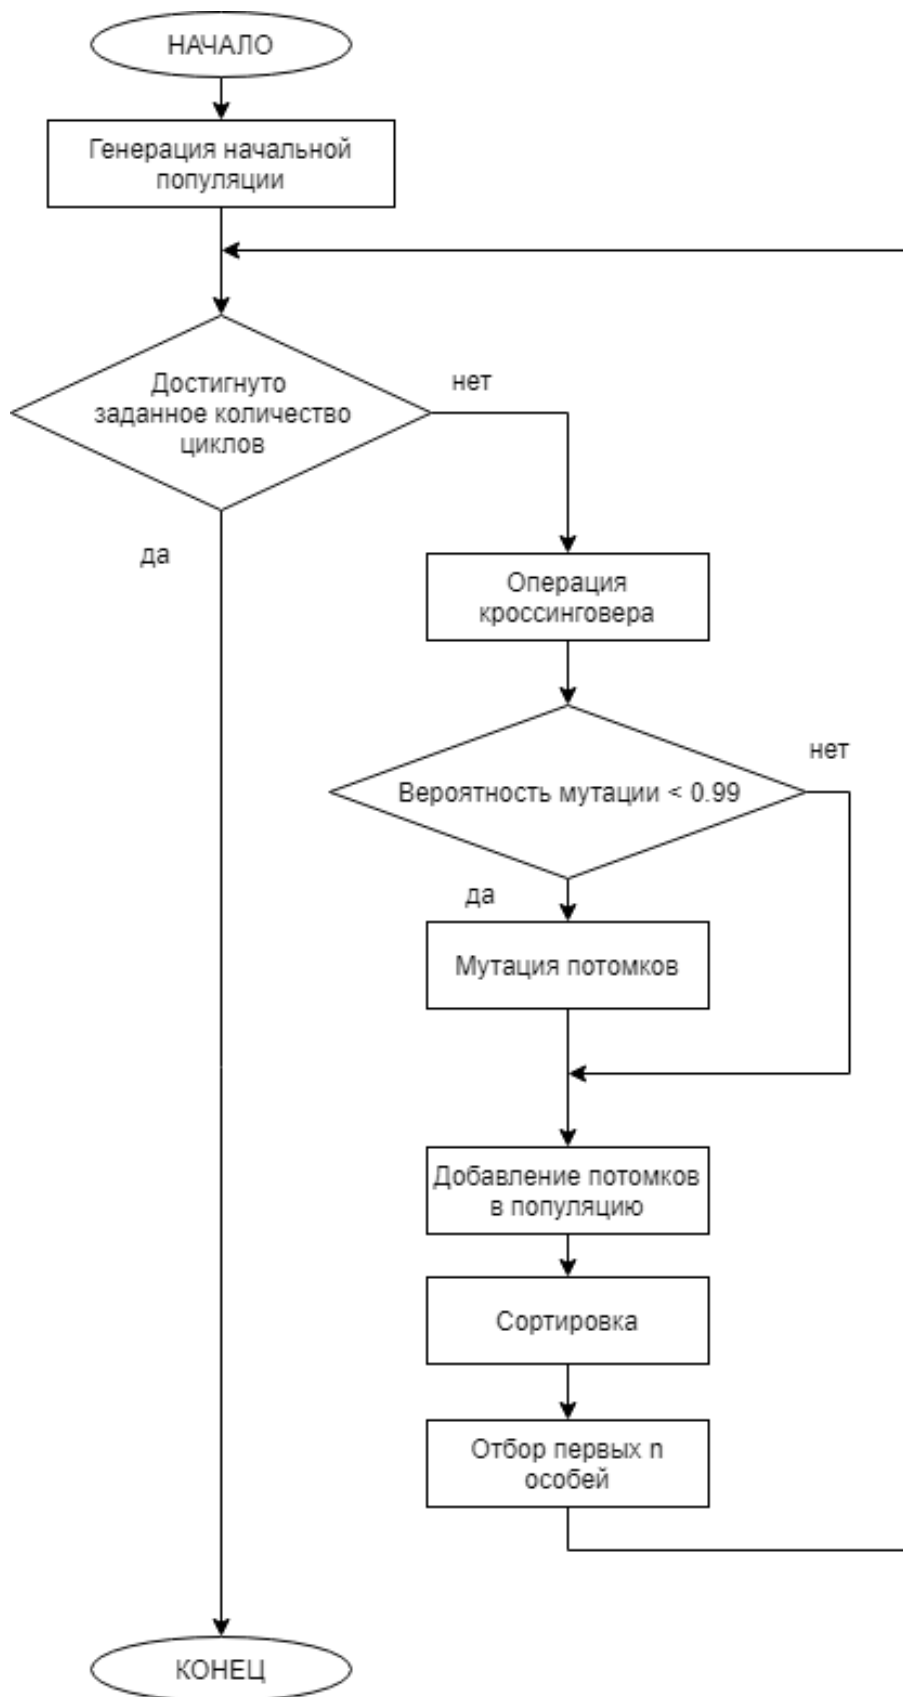 НАЧАЛО
Генерация начальной
популяции
Достигнуто
заданное количество
циклов
нет
да
Операция
кроссинговера
Вероятность мутации < 0.99
нет
да
Мутация потомков
Добавление потомков
в популяцию
Сортировка
Отбор первых n
особей
КОНЕЦ